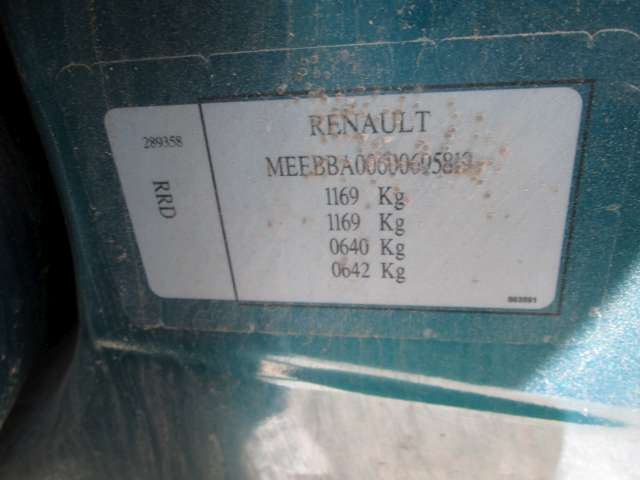 289358
RRD
RENAULT
1169 Kg
1169 Kg
0640 Kg
0642 Kg